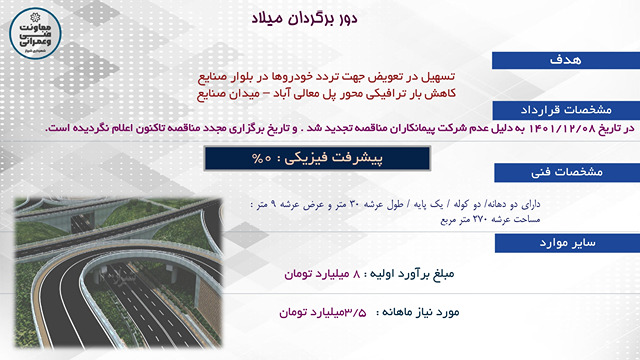 دور برگردان میلاد
معاونت
فنی
وعمرانی
شهرداری شیراز
هدف
تسهیل در تعویض جهت تردد خودروها در بلوار صنایع
کاهش بار ترافیکی محور پل معالی آباد – میدان صنایع
مشخصات قرارداد
در تاریخ ۱۴۰۱/۱۲/۰۸ به دلیل عدم شرکت پیمانکاران مناقصه تجدید شد . و تاریخ برگزاری مجدد مناقصه تاکنون اعلام نگردیده است.
پیشرفت فیزیکی : ۰%
مشخصات فنی
دارای دو دهانه/ دو کوله / یک پایه / طول عرشه ۳۰ متر و عرض عرشه ۹ متر :
مساحت عرشه ۲۷۰ متر مربع
سایر موارد
مبلغ برآورد اولیه : ۸ میلیارد تومان
مورد نیاز ماهانه : ۳/۵میلیارد تومان